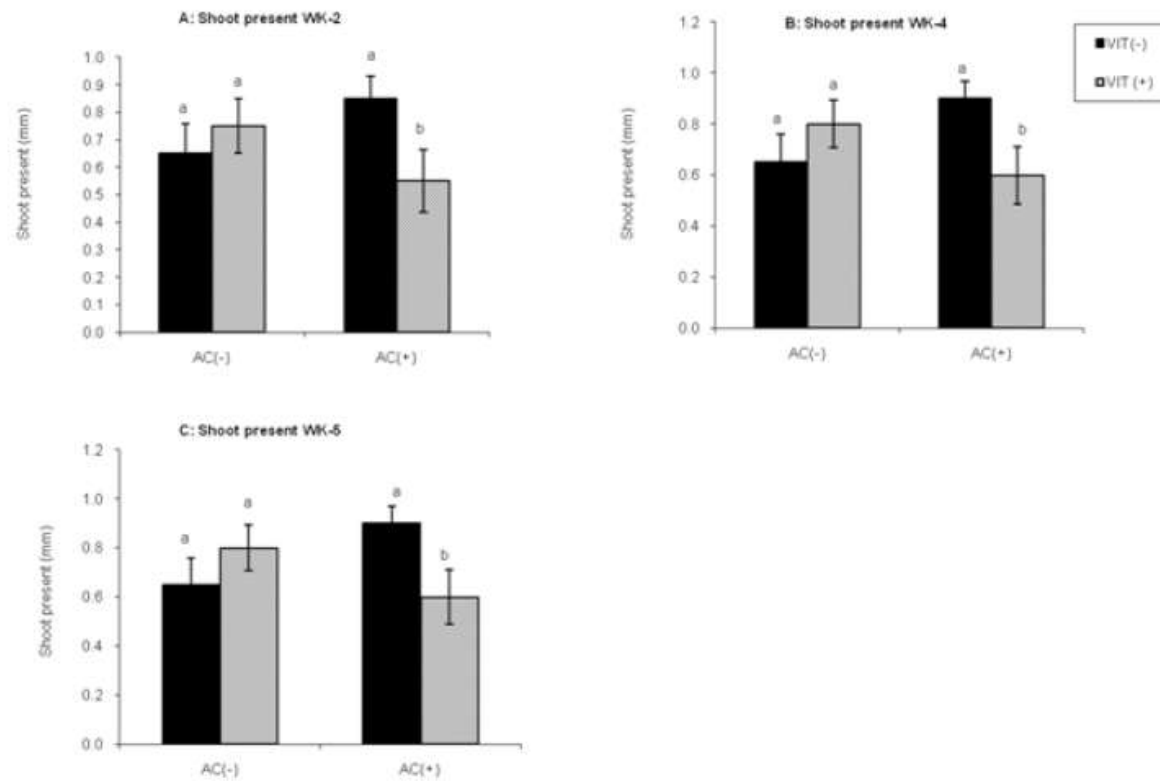 A: Shoot present WK-2
Shoot present (mm)
1.0
0.9
0.8
0.7
0.6
0.5
0.4
0.3
0.2
0.1
0.0
a
a
a
b
AC(-)
AC(+)
B: Shoot present WK-4
Shoot present (mm)
1.2
1.0
0.8
0.6
0.4
0.2
0.0
a
a
a
b
AC(-)
AC(+)
VIT(-)
VIT (+)
C: Shoot present WK-5
Shoot present (mm)
1.2
1.0
0.8
0.6
0.4
0.2
0.0
a
a
a
b
AC(-)
AC(+)